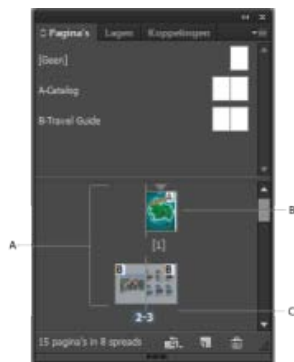 Pagina's Lagen Koppelingen
[Geen]
A-Catalog
B-Travel Guide
A
B
[1]
A
B B
2-3
C
15 pagina's in 8 spreads